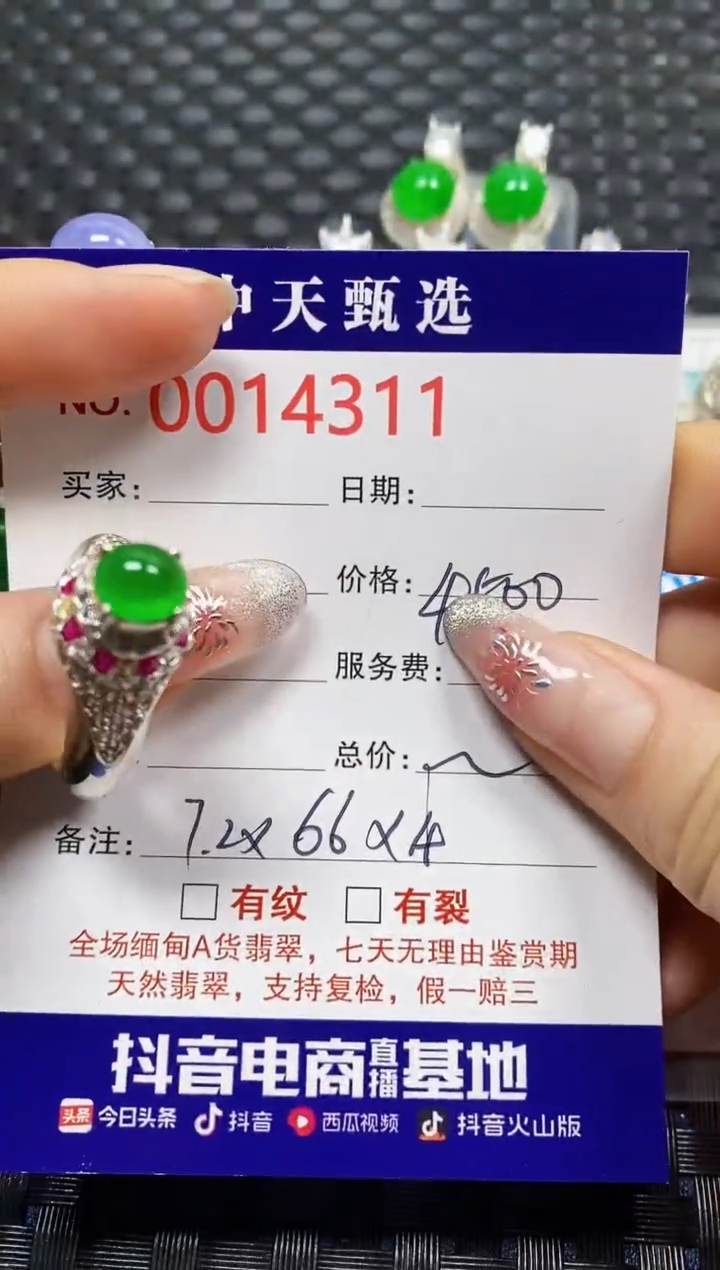 中天甄选
NO. 0014311
买家: 日期:
价格: 4500
服务费:
总价:
备注: 7.2x 66x4
有纹 有裂
全场缅甸A货翡翠，七天无理由鉴赏期
天然翡翠，支持复检，假一赔三
抖音电商直播基地
头条 今日头条 抖音 西瓜视频 抖音火山版